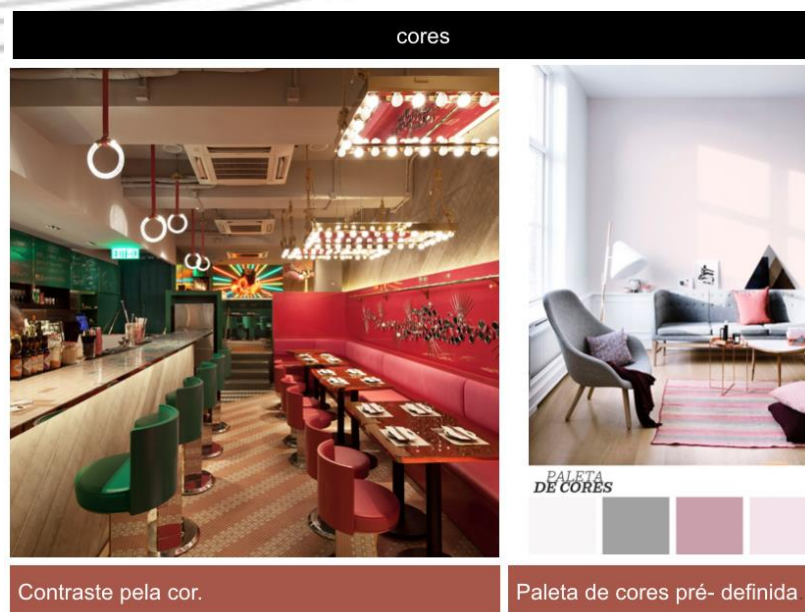 cores
PALETA
DE CORES
Contraste pela cor.
Paleta de cores pré- definida.